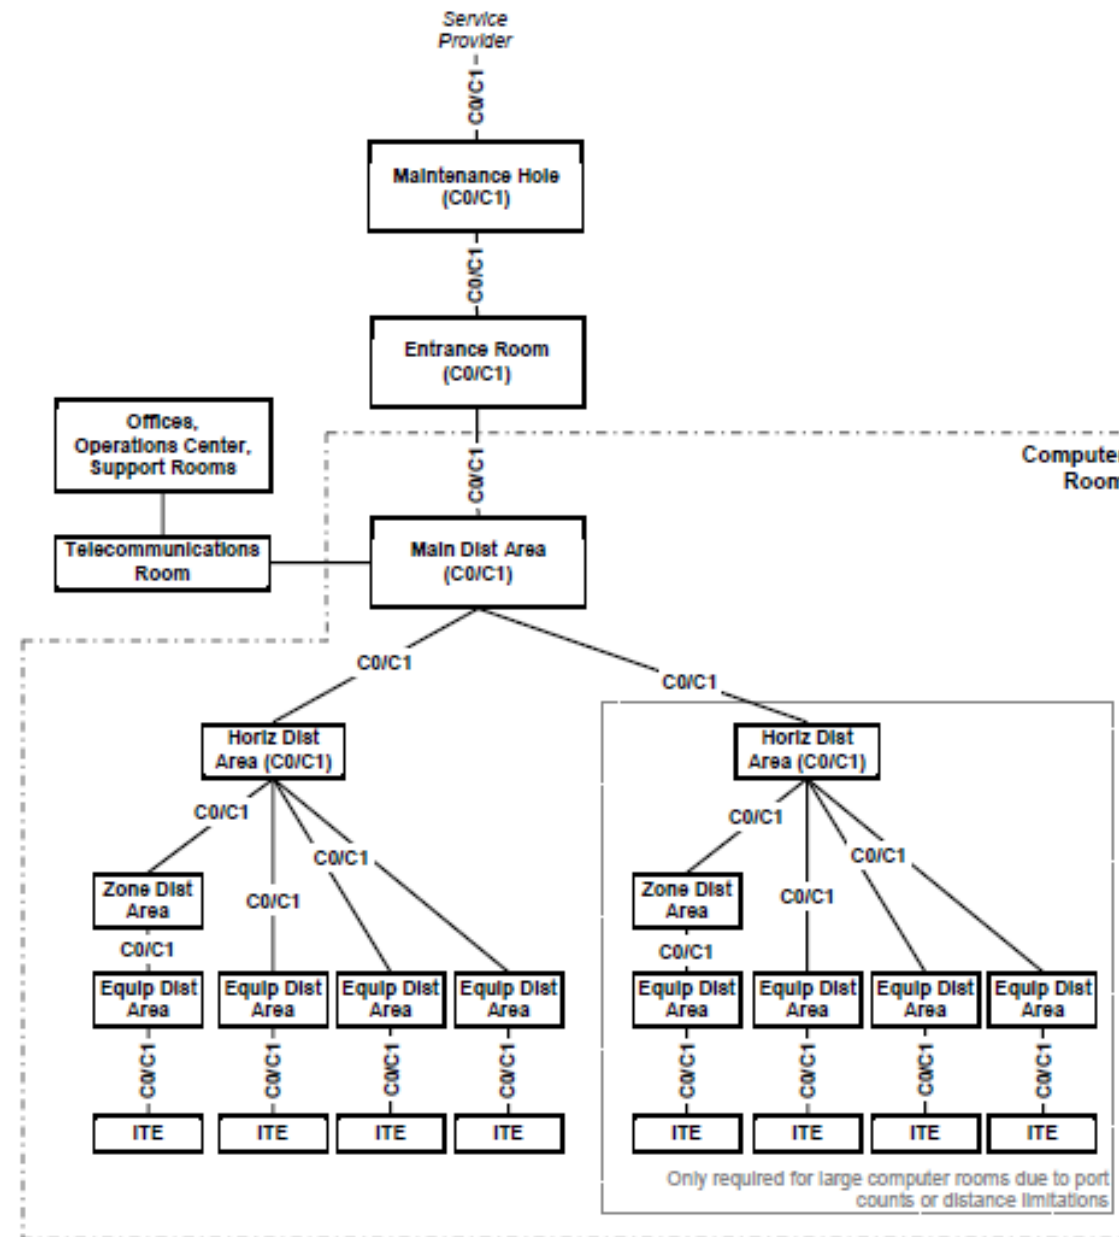 Service
Provider
C0/C1
Maintenance Hole
(C0/C1)
C0/C1
Entrance Room
(C0/C1)
Offices,
Operations Center,
Support Rooms
Computer
Room
C0/C1
Telecommunications
Room
Main Dist Area
(C0/C1)
C0/C1
C0/C1
Horiz Dist
Area (C0/C1)
Horiz Dist
Area (C0/C1)
C0/C1
C0/C1
C0/C1
C0/C1
C0/C1
C0/C1
Zone Dist
Area
Zone Dist
Area
C0/C1
C0/C1
Equip Dist
Area
Equip Dist
Area
Equip Dist
Area
Equip Dist
Area
Equip Dist
Area
Equip Dist
Area
Equip Dist
Area
Equip Dist
Area
C0/C1
C0/C1
C0/C1
C0/C1
C0/C1
C0/C1
C0/C1
C0/C1
ITE
ITE
ITE
ITE
ITE
ITE
ITE
ITE
Only required for large computer rooms due to port
counts or distance limitations